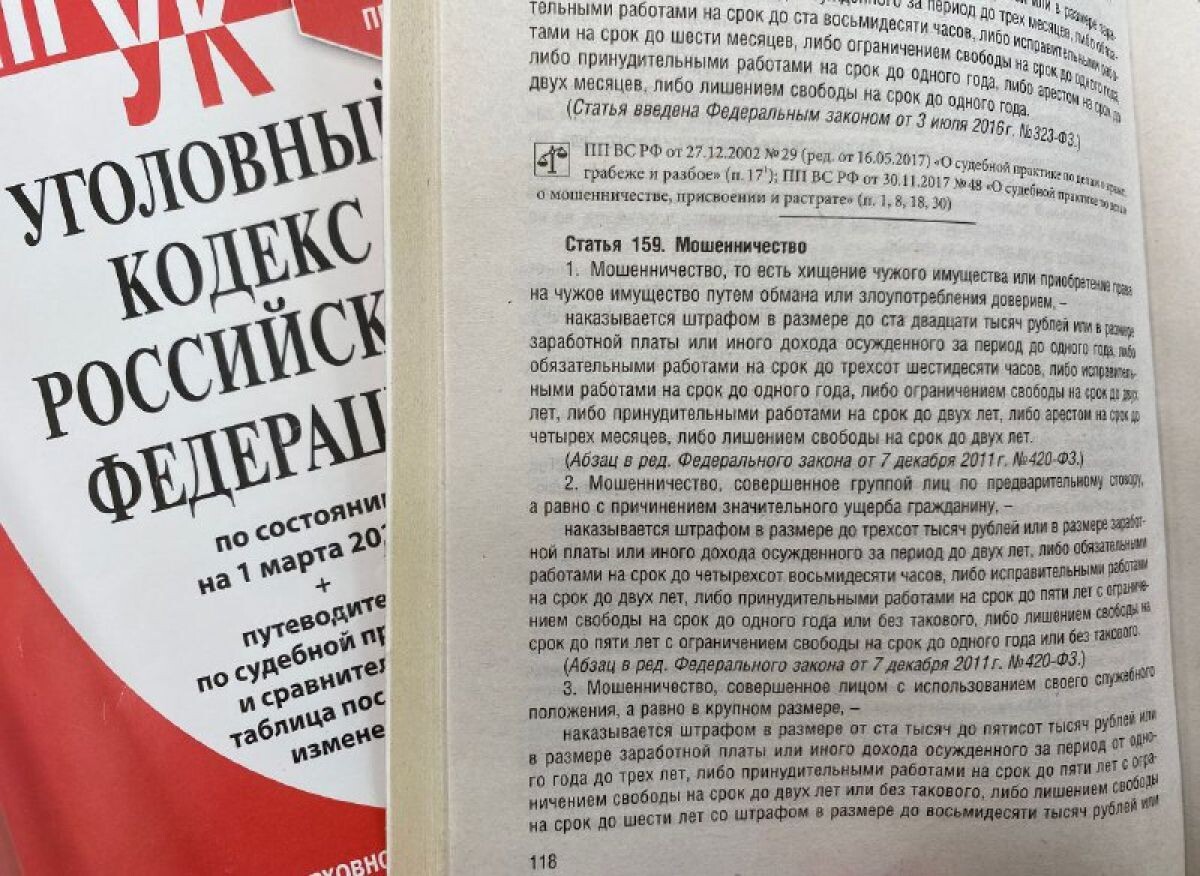 УК
УГОЛОВНЫЙ
КОДЕКС
РОССИЙСК
ФЕДЕРАЦ
по состояни
на 1 марта 20
+
путеводите
по судебной пр
и сравнител
таблица пос
измене
тельными работами на срок до ста восьмидесяти часов, либо исправительными рабо-
тами на срок до шести месяцев, либо ограничением свободы на срок до одного года,
либо принудительными работами на срок до одного года, либо арестом на срок до
двух месяцев, либо лишением свободы на срок до одного года.
(Статья введена Федеральным законом от 3 июля 2016г. №323-ФЗ.)
ПП ВС РФ от 27.12.2002 №29 (ред. от 16.05.2017) «О судебной практике по делам о краже,
грабеже и разбое» (п. 17¹); ПП ВС РФ от 30.11.2017 №48 «О судебной практике по делам
о мошенничестве, присвоении и растрате» (п. 1, 8, 18, 30)
Статья 159. Мошенничество
1. Мошенничество, то есть хищение чужого имущества или приобретение права
на чужое имущество путем обмана или злоупотребления доверием, –
наказывается штрафом в размере до ста двадцати тысяч рублей или в размере
заработной платы или иного дохода осужденного за период до одного года, либо
обязательными работами на срок до трехсот шестидесяти часов, либо исправитель-
ными работами на срок до одного года, либо ограничением свободы на срок до двух
лет, либо принудительными работами на срок до двух лет, либо арестом на срок до
четырех месяцев, либо лишением свободы на срок до двух лет.
(Абзац в ред. Федерального закона от 7 декабря 2011г. №420-ФЗ.)
2. Мошенничество, совершенное группой лиц по предварительному сговору,
а равно с причинением значительного ущерба гражданину, –
наказывается штрафом в размере до трехсот тысяч рублей или в размере заработ-
ной платы или иного дохода осужденного за период до двух лет, либо обязательными
работами на срок до четырехсот восьмидесяти часов, либо исправительными работами
на срок до двух лет, либо принудительными работами на срок до пяти лет с ограниче-
нием свободы на срок до одного года или без такового, либо лишением свободы на
срок до пяти лет с ограничением свободы на срок до одного года или без такового.
(Абзац в ред. Федерального закона от 7 декабря 2011г. №420-ФЗ.)
3. Мошенничество, совершенное лицом с использованием своего служебного
положения, а равно в крупном размере, –
наказывается штрафом в размере от ста тысяч до пятисот тысяч рублей или
в размере заработной платы или иного дохода осужденного за период от одно-
го года до трех лет, либо принудительными работами на срок до пяти лет с огра-
ничением свободы на срок до двух лет или без такового, либо лишением свободы
на срок до шести лет со штрафом в размере до восьмидесяти тысяч рублей или
118